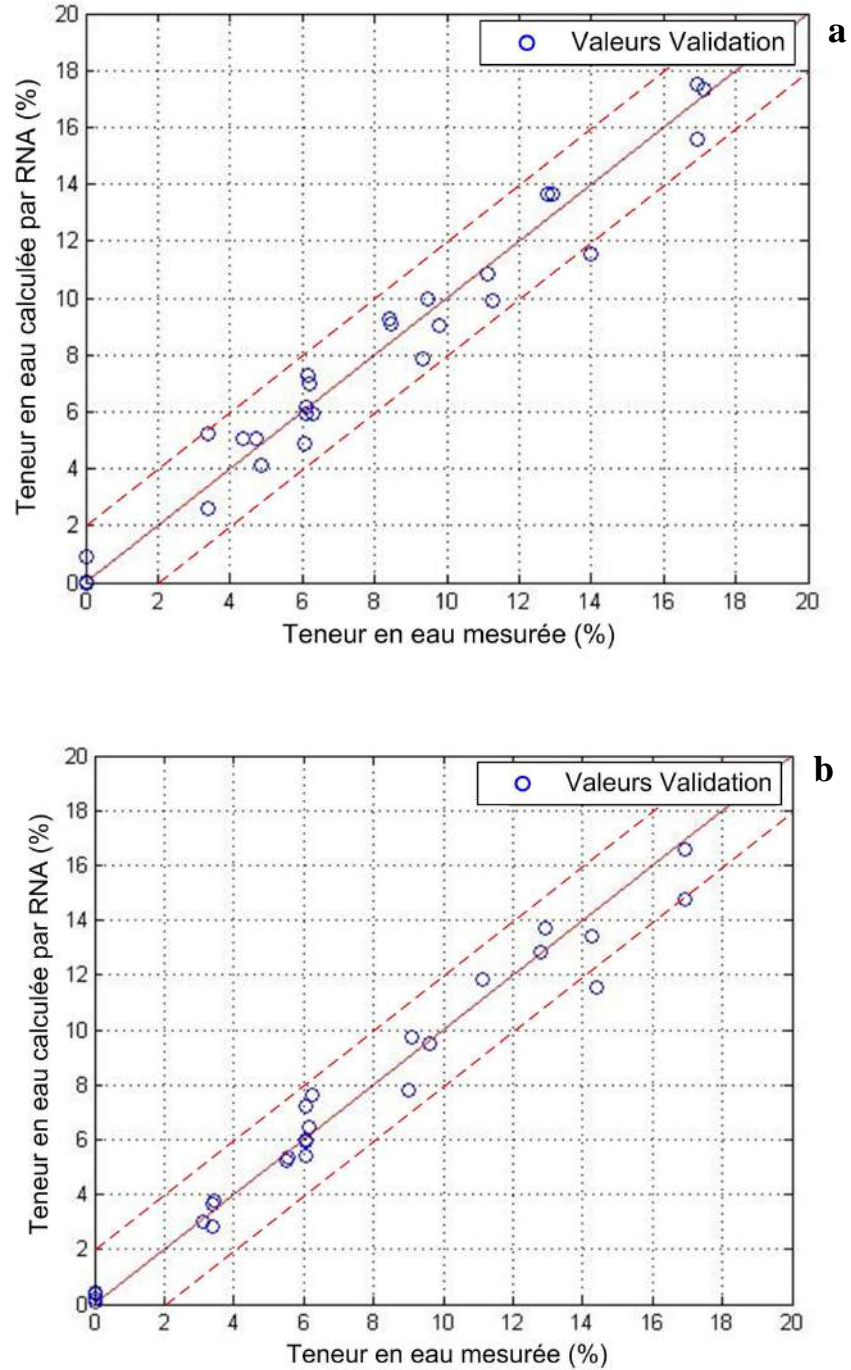 a
Valeurs Validation
20
18
16
14
12
10
8
6
4
2
0
Teneur en eau calculée par RNA (%)
0 2 4 6 8 10 12 14 16 18 20
Teneur en eau mesurée (%)
b
Valeurs Validation
20
18
16
14
12
10
8
6
4
2
0
Teneur en eau calculée par RNA (%)
0 2 4 6 8 10 12 14 16 18 20
Teneur en eau mesurée (%)